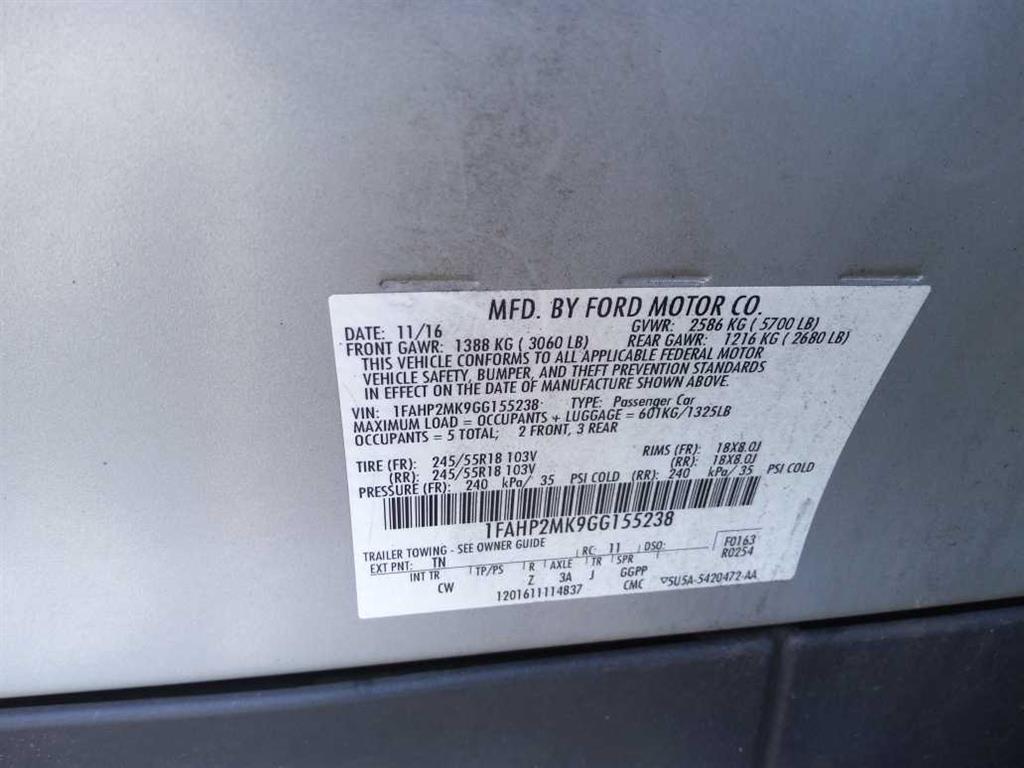 MFD. BY FORD MOTOR CO.
DATE: 11/16 GVWR: 2586 KG ( 5700 LB)
FRONT GAWR: 1388 KG ( 3060 LB) REAR GAWR: 1216 KG ( 2680 LB)
THIS VEHICLE CONFORMS TO ALL APPLICABLE FEDERAL MOTOR
VEHICLE SAFETY, BUMPER, AND THEFT PREVENTION STANDARDS
IN EFFECT ON THE DATE OF MANUFACTURE SHOWN ABOVE.
VIN: 1FAHP2MK9GG155238 TYPE: Passenger Car
MAXIMUM LOAD = OCCUPANTS + LUGGAGE = 601KG/1325LB
OCCUPANTS = 5 TOTAL; 2 FRONT, 3 REAR
TIRE (FR): 245/55R18 103V RIMS (FR): 18X8.0J
(RR): 245/55R18 103V (RR): 18X8.0J
PRESSURE (FR): 240 kPa/ 35 PSI COLD (RR): 240 kPa/ 35 PSI COLD
1FAHP2MK9GG155238
TRAILER TOWING - SEE OWNER GUIDE F0163
EXT PNT: TN RC: 11 DSO: R0254
INT TR TP/PS R AXLE TR SPR
CW Z 3A J GGPP
1201611114837 CMC ▽5U5A-5420472-AA